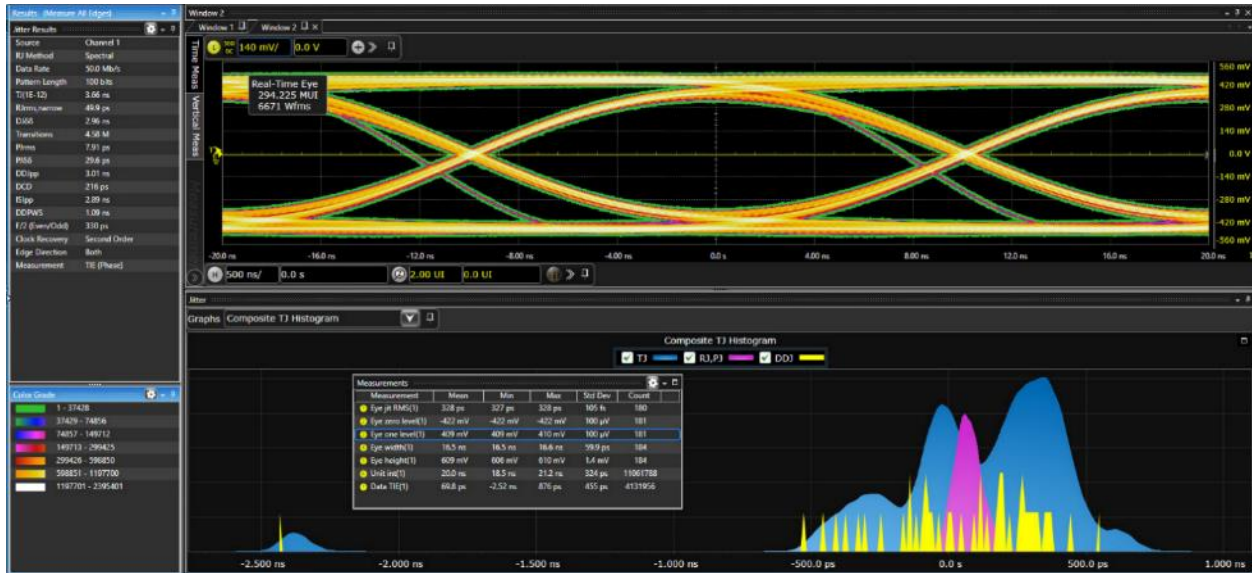 Results (Measure All Edges)
Jitter Results
Source Channel 1
RJ Method Spectral
Data Rate 50.0 Mb/s
Pattern Length 100 bits
TJ(1E-12) 3.66 ns
RJrms,narrow 49.9 ps
DJδδ 2.96 ns
Transitions 4.58 M
PJrms 7.91 ps
PJδδ 29.6 ps
DDJpp 3.01 ns
DCD 216 ps
ISIpp 2.89 ns
DDPWS 1.09 ns
F/2 (Even/Odd) 330 ps
Clock Recovery Second Order
Edge Direction Both
Measurement TIE (Phase)
Color Grade
1 - 37428
37429 - 74856
74857 - 149712
149713 - 299425
299426 - 598850
598851 - 1197700
1197701 - 2395401
Window 2
Window 1 Window 2
Time Meas
Vertical Meas
1 50Ω DC 140 mV/ 0.0 V
Real-Time Eye
294.225 MUI
6671 Wfms
560 mV
420 mV
280 mV
140 mV
0.0 V
-140 mV
-280 mV
-420 mV
-560 mV
-20.0 ns -16.0 ns -12.0 ns -8.00 ns -4.00 ns 0.0 s 4.00 ns 8.00 ns 12.0 ns 16.0 ns 20.0 ns
H 500 ns/ 0.0 s 2.00 UI 0.0 UI
Jitter
Graphs Composite TJ Histogram
Composite TJ Histogram
TJ RJ,PJ DDJ
Measurements
Measurement Mean Min Max Std Dev Count
Eye jit RMS(1) 328 ps 327 ps 328 ps 105 fs 180
Eye zero level(1) -422 mV -422 mV -422 mV 100 µV 181
Eye one level(1) 409 mV 409 mV 410 mV 100 µV 181
Eye width(1) 16.5 ns 16.5 ns 16.6 ns 59.9 ps 184
Eye height(1) 609 mV 606 mV 610 mV 1.4 mV 184
Unit int(1) 20.0 ns 18.5 ns 21.2 ns 324 ps 11061788
Data TIE(1) 69.8 ps -2.52 ns 876 ps 455 ps 4131956
-2.500 ns -2.000 ns -1.500 ns -1.000 ns -500.0 ps 0.0 s 500.0 ps 1.000 ns